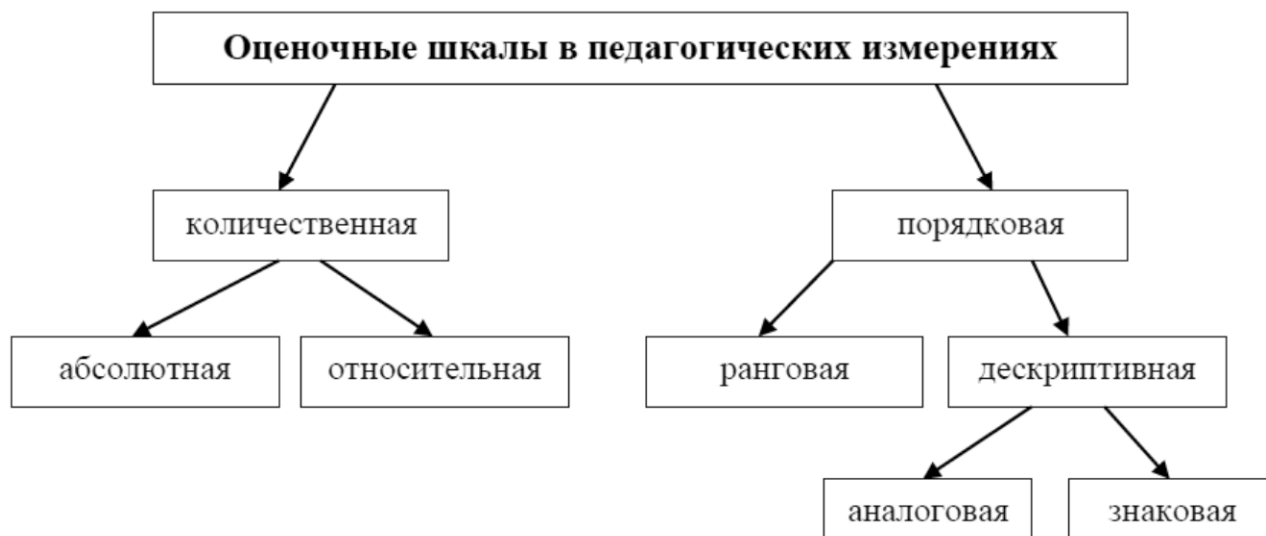 Оценочные шкалы в педагогических измерениях
количественная
порядковая
абсолютная
относительная
ранговая
дескриптивная
аналоговая
знаковая